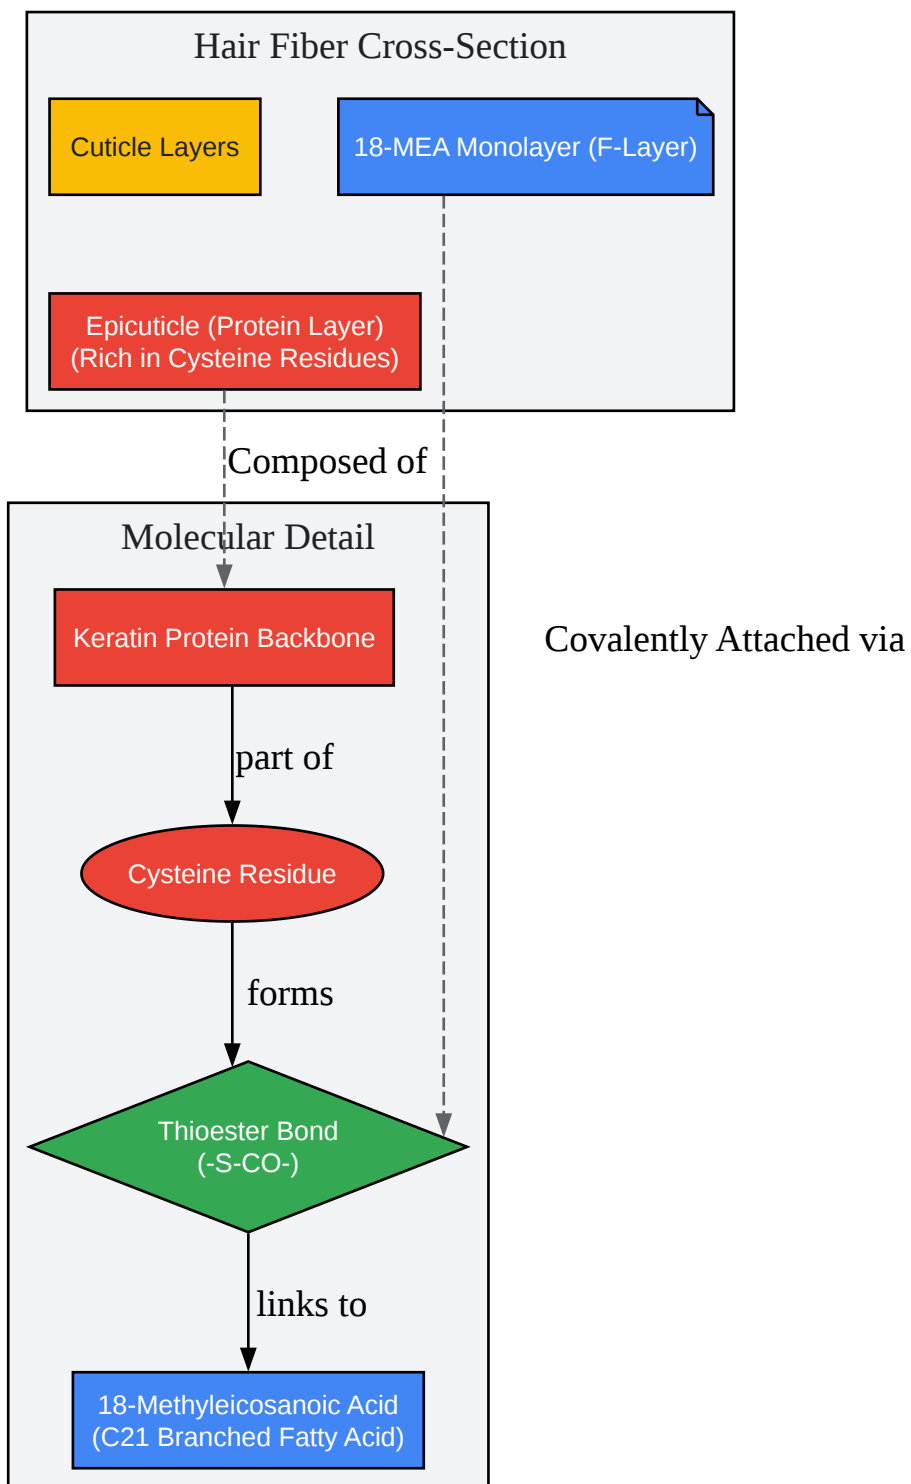 Hair Fiber Cross-Section
Cuticle Layers
18-MEA Monolayer (F-Layer)
Epicuticle (Protein Layer)
(Rich in Cysteine Residues)
Composed of
Molecular Detail
Keratin Protein Backbone
Covalently Attached via
part of
Cysteine Residue
forms
Thioester Bond
(-S-CO-)
links to
18-Methyleicosanoic Acid
(C21 Branched Fatty Acid)